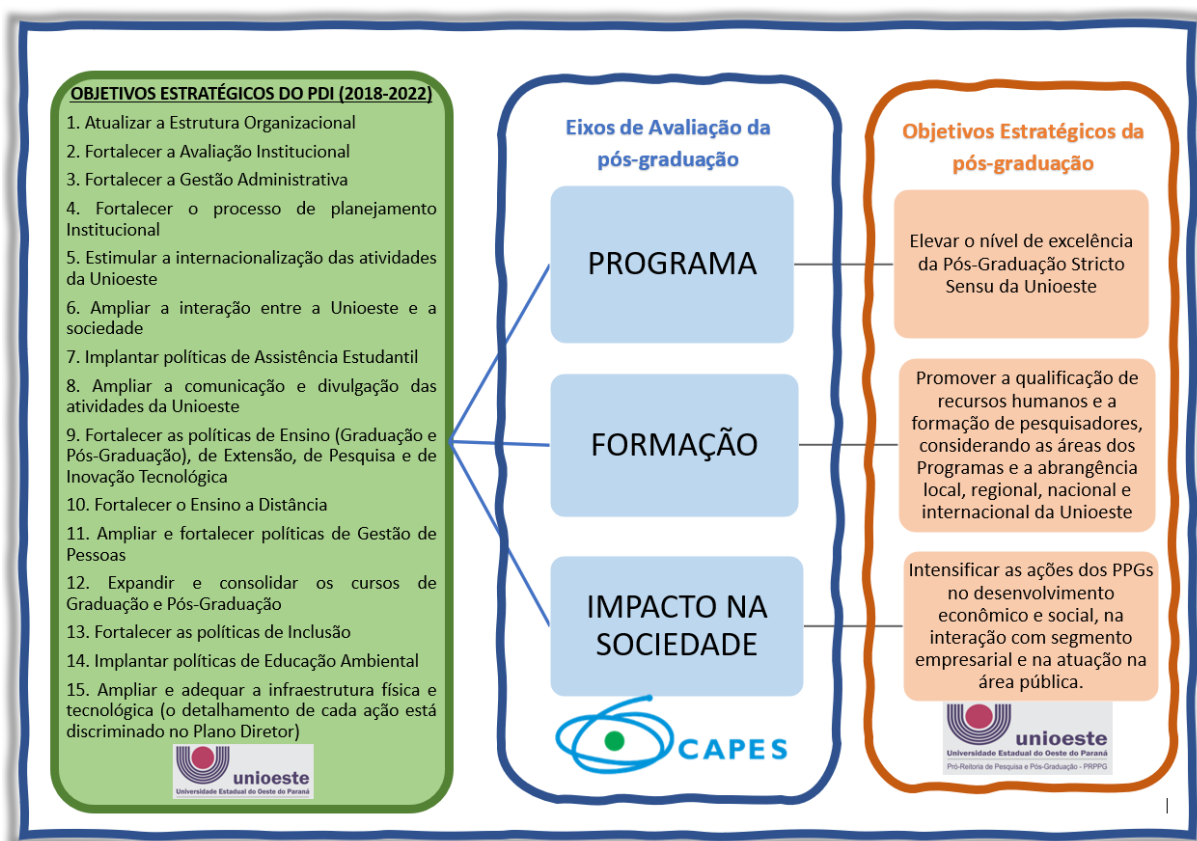 OBJETIVOS ESTRATÉGICOS DO PDI (2018-2022)
1. Atualizar a Estrutura Organizacional
2. Fortalecer a Avaliação Institucional
3. Fortalecer a Gestão Administrativa
4. Fortalecer o processo de planejamento
Institucional
5. Estimular a internacionalização das atividades
da Unioeste
6. Ampliar a interação entre a Unioeste e a
sociedade
7. Implantar políticas de Assistência Estudantil
8. Ampliar a comunicação e divulgação das
atividades da Unioeste
9. Fortalecer as políticas de Ensino (Graduação e
Pós-Graduação), de Extensão, de Pesquisa e de
Inovação Tecnológica
10. Fortalecer o Ensino a Distância
11. Ampliar e fortalecer políticas de Gestão de
Pessoas
12. Expandir e consolidar os cursos de
Graduação e Pós-Graduação
13. Fortalecer as políticas de Inclusão
14. Implantar políticas de Educação Ambiental
15. Ampliar e adequar a infraestrutura física e
tecnológica (o detalhamento de cada ação está
discriminado no Plano Diretor)
unioeste
Universidade Estadual do Oeste do Paraná
Eixos de Avaliação da
pós-graduação
PROGRAMA
FORMAÇÃO
IMPACTO NA
SOCIEDADE
CAPES
Objetivos Estratégicos da
pós-graduação
Elevar o nível de excelência
da Pós-Graduação Stricto
Sensu da Unioeste
Promover a qualificação de
recursos humanos e a
formação de pesquisadores,
considerando as áreas dos
Programas e a abrangência
local, regional, nacional e
internacional da Unioeste
Intensificar as ações dos PPGs
no desenvolvimento
econômico e social, na
interação com segmento
empresarial e na atuação na
área pública.
unioeste
Universidade Estadual do Oeste do Paraná
Pró-Reitoria de Pesquisa e Pós-Graduação - PRPPG